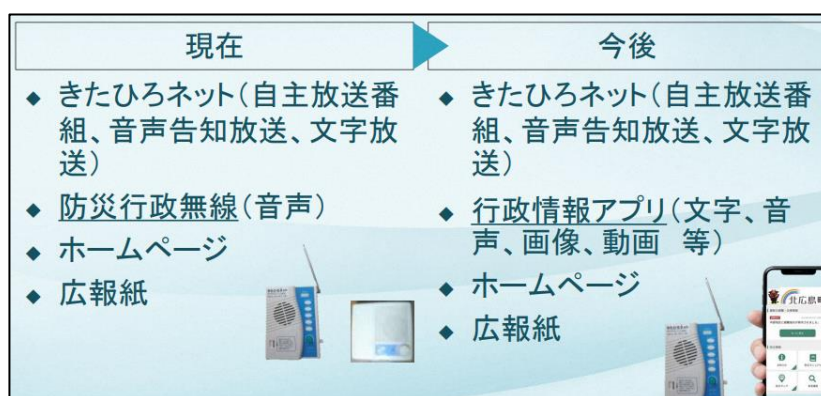 現在
きたひろネット(自主放送番
組、音声告知放送、文字放
送)
防災行政無線(音声)
ホームページ
広報紙
今後
きたひろネット(自主放送番
組、音声告知放送、文字放
送)
行政情報アプリ(文字、音
声、画像、動画 等)
ホームページ
広報紙
北広島町